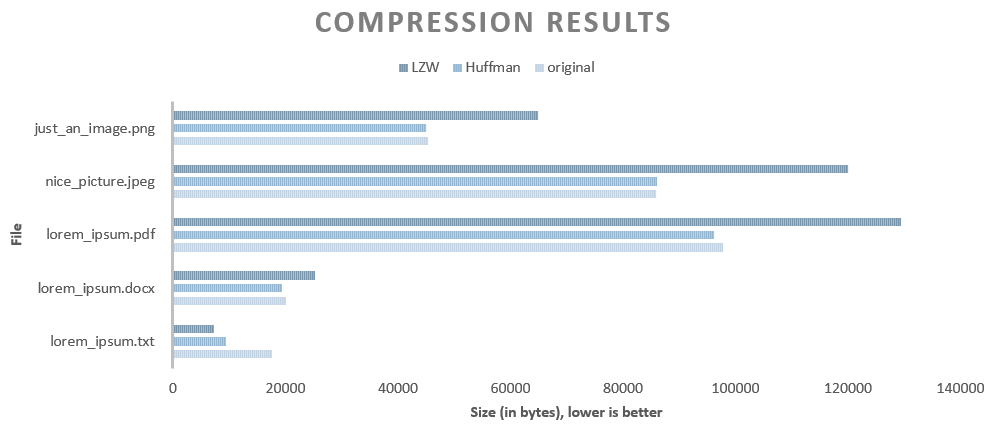 COMPRESSION RESULTS
LZW Huffman original
just_an_image.png
nice_picture.jpeg
lorem_ipsum.pdf
lorem_ipsum.docx
lorem_ipsum.txt
File
0 20000 40000 60000 80000 100000 120000 140000
Size (in bytes), lower is better